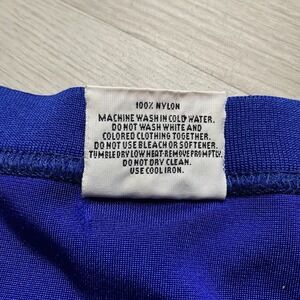 100% NYLON
MACHINE WASH IN COLD WATER.
DO NOT WASH WHITE AND
COLORED CLOTHING TOGETHER.
DO NOT USE BLEACH OR SOFTENER.
TUMBLE DRY LOW HEAT-REMOVE PROMPTLY.
DO NOT DRY CLEAN.
USE COOL IRON.